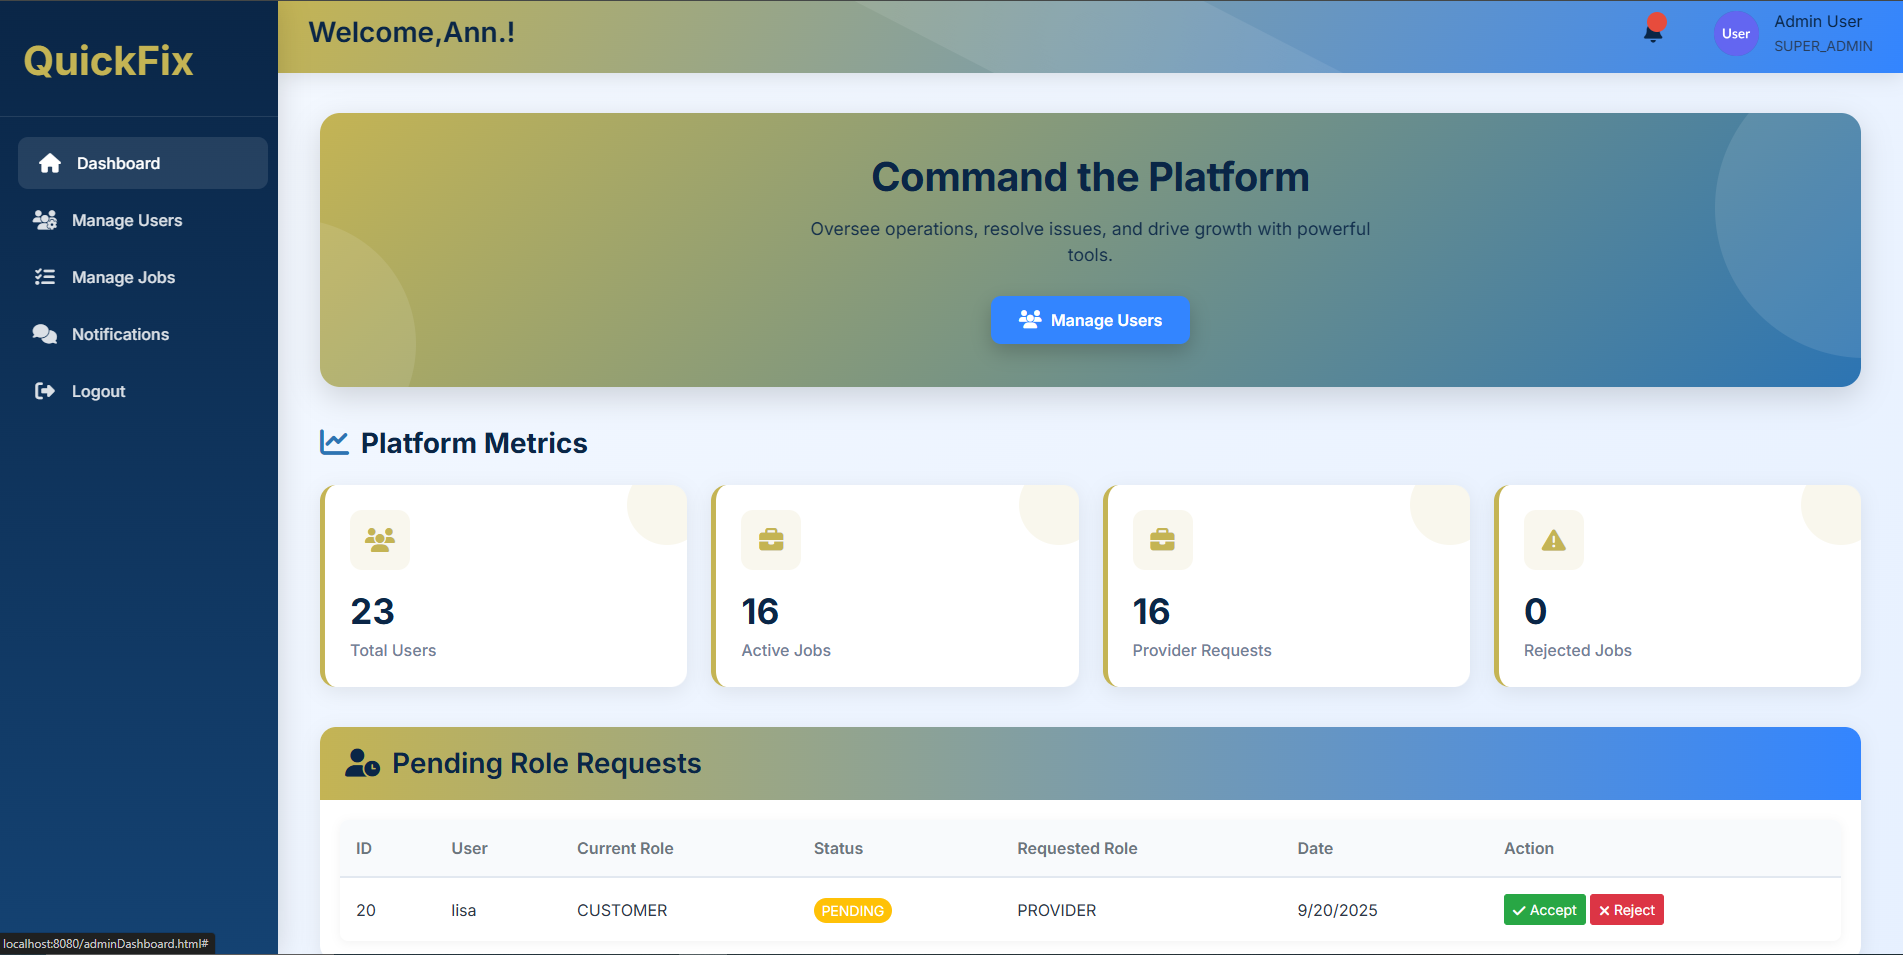 QuickFix
Dashboard
Manage Users
Manage Jobs
Notifications
Logout
Welcome,Ann.!
User
Admin User
SUPER_ADMIN
Command the Platform
Oversee operations, resolve issues, and drive growth with powerful
tools.
Manage Users
Platform Metrics
23
Total Users
16
Active Jobs
16
Provider Requests
0
Rejected Jobs
Pending Role Requests
ID User Current Role Status Requested Role Date Action
20 lisa CUSTOMER PENDING PROVIDER 9/20/2025 Accept Reject
localhost:8080/adminDashboard.html#